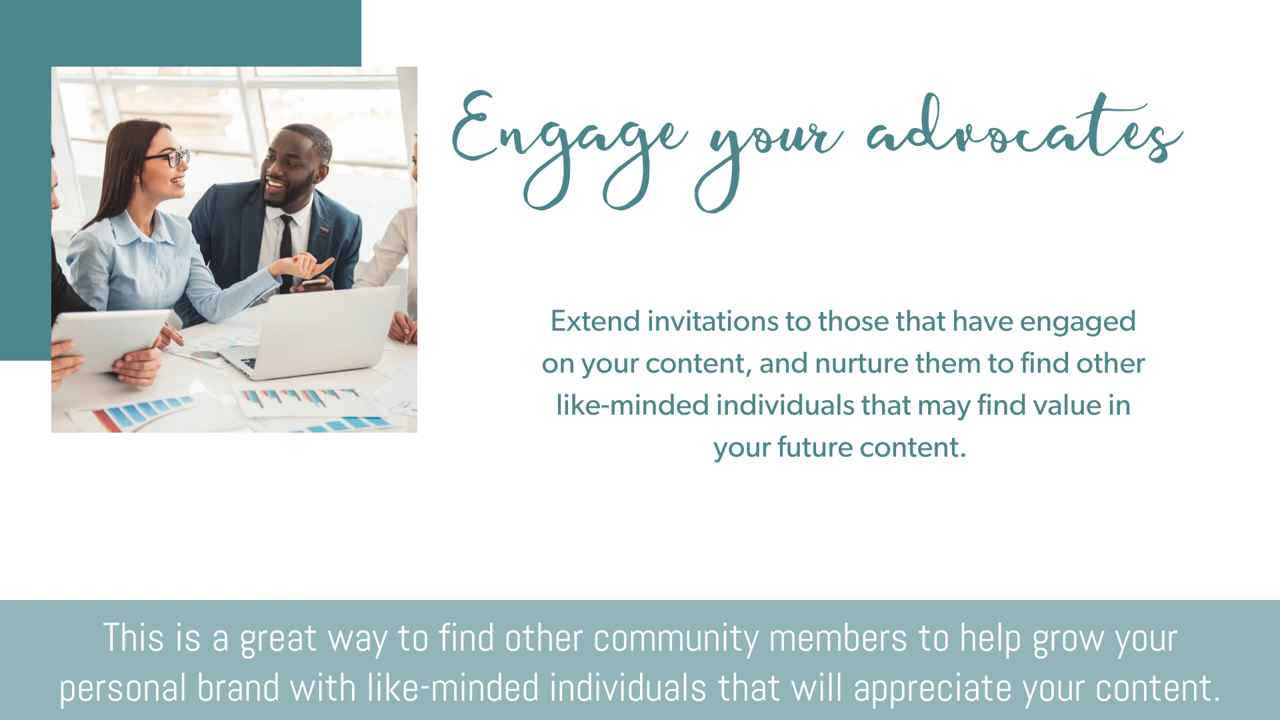 Engage your advocates
Extend invitations to those that have engaged
on your content, and nurture them to find other
like-minded individuals that may find value in
your future content.
This is a great way to find other community members to help grow your
personal brand with like-minded individuals that will appreciate your content.